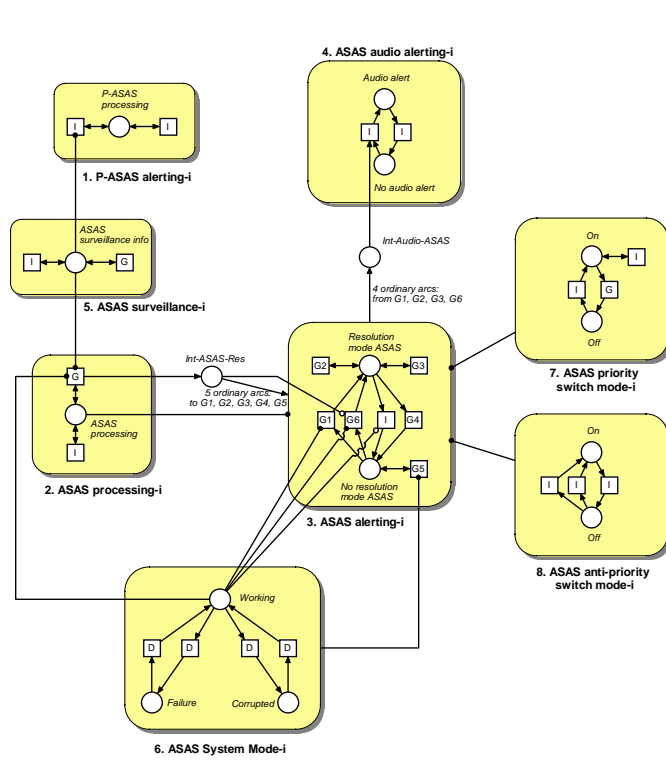 4. ASAS audio alerting-i
Audio alert
I
I
No audio alert
P-ASAS
processing
I
I
1. P-ASAS alerting-i
ASAS
surveillance info
I
G
5. ASAS surveillance-i
Int-Audio-ASAS
4 ordinary arcs:
from G1, G2, G3, G6
On
I
I
G
Off
7. ASAS priority
switch mode-i
Int-ASAS-Res
5 ordinary arcs:
to G1, G2, G3, G4, G5
G
ASAS
processing
I
2. ASAS processing-i
Resolution
mode ASAS
G2
G3
G1
G6
I
G4
G5
No resolution
mode ASAS
3. ASAS alerting-i
On
I
I
I
Off
8. ASAS anti-priority
switch mode-i
Working
D
D
D
D
Failure
Corrupted
6. ASAS System Mode-i